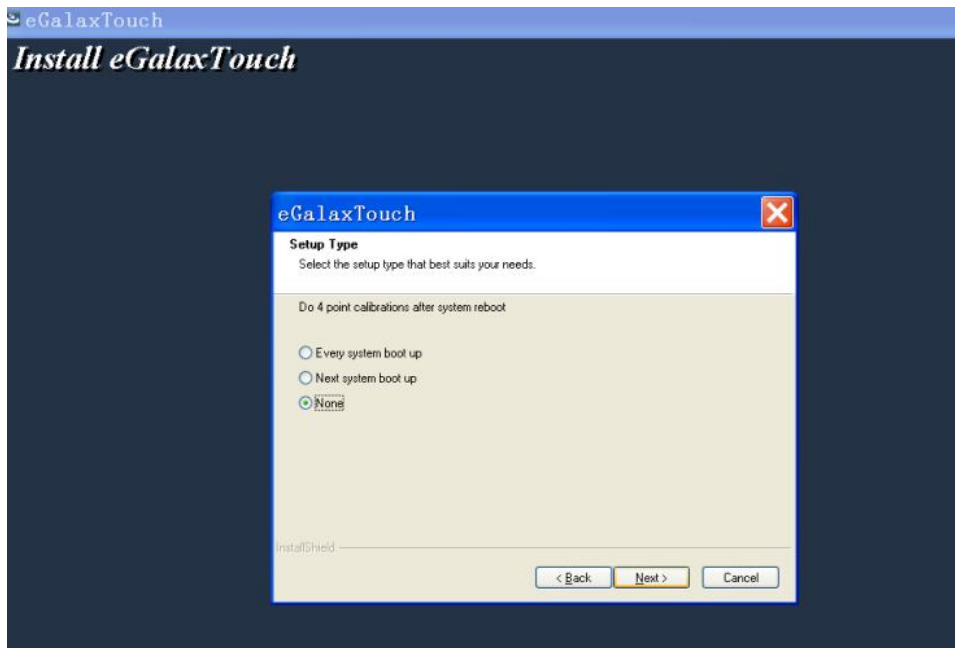 eGalaxTouch
Install eGalaxTouch
eGalaxTouch
Setup Type
Select the setup type that best suits your needs.
Do 4 point calibrations after system reboot
Every system boot up
Next system boot up
None
InstallShield
< Back Next > Cancel